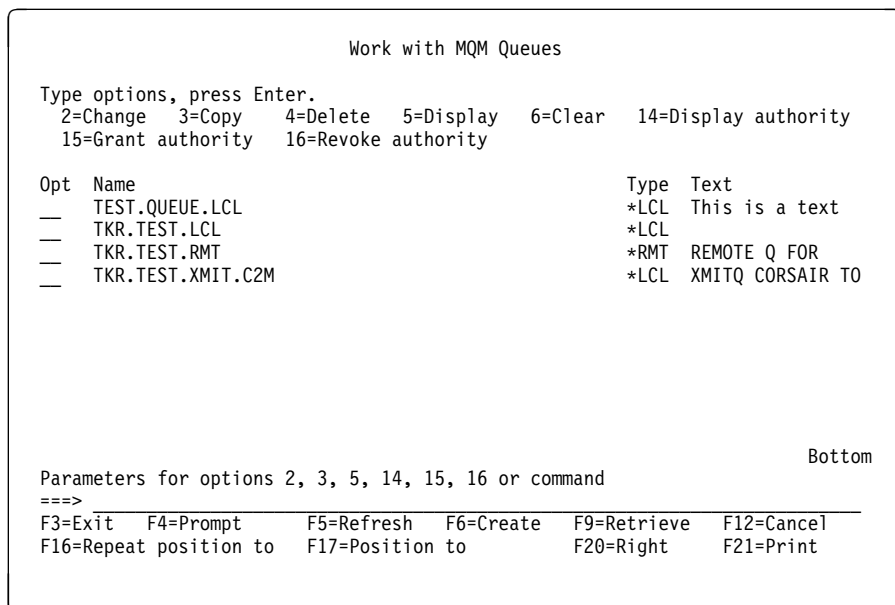 Work with MQM Queues
Type options, press Enter.
2=Change 3=Copy 4=Delete 5=Display 6=Clear 14=Display authority
15=Grant authority 16=Revoke authority
Opt Name Type Text
__ TEST.QUEUE.LCL *LCL This is a text
__ TKR.TEST.LCL *LCL
__ TKR.TEST.RMT *RMT REMOTE Q FOR
__ TKR.TEST.XMIT.C2M *LCL XMITQ CORSAIR TO
Bottom
Parameters for options 2, 3, 5, 14, 15, 16 or command
===>
F3=Exit F4=Prompt F5=Refresh F6=Create F9=Retrieve F12=Cancel
F16=Repeat position to F17=Position to F20=Right F21=Print